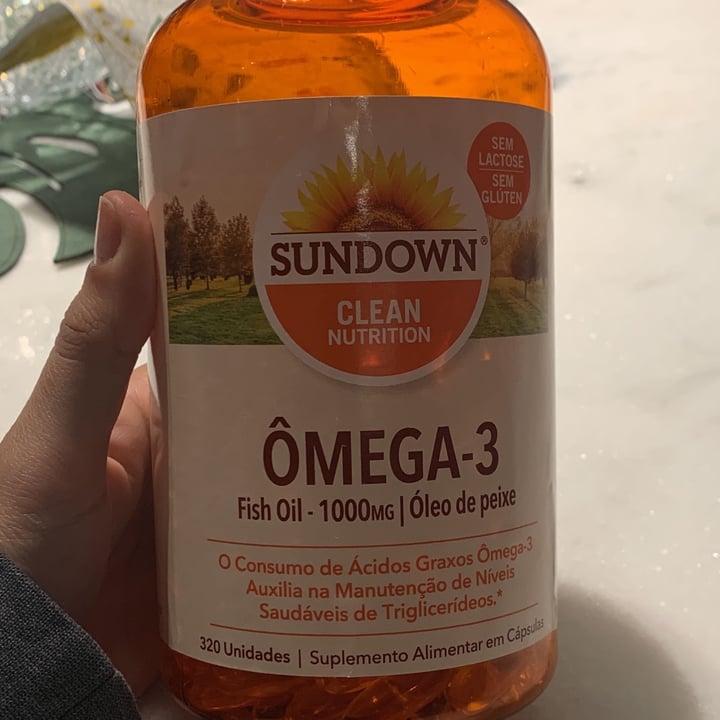 SEM
LACTOSE
SEM
GLÚTEN
SUNDOWN®
CLEAN
NUTRITION
ÔMEGA-3
Fish Oil - 1000MG | Óleo de peixe
O Consumo de Ácidos Graxos Ômega-3
Auxilia na Manutenção de Níveis
Saudáveis de Triglicerídeos.*
320 Unidades | Suplemento Alimentar em Cápsulas